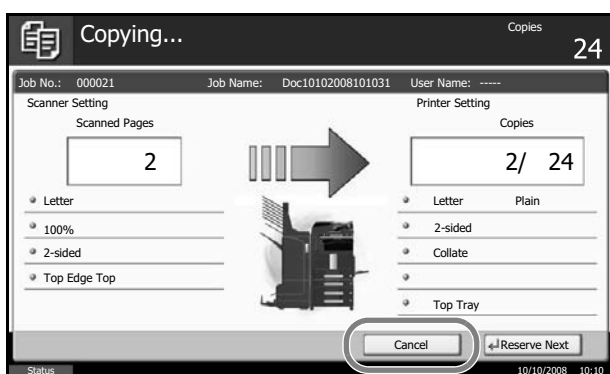 Copying...
Copies
24
Job No.: 000021 Job Name: Doc10102008101031 User Name: -----
Scanner Setting
Printer Setting
Scanned Pages
Copies
2
2/ 24
Letter
100%
2-sided
Top Edge Top
Letter Plain
2-sided
Collate
Top Tray
Cancel
Reserve Next
Status
10/10/2008 10:10